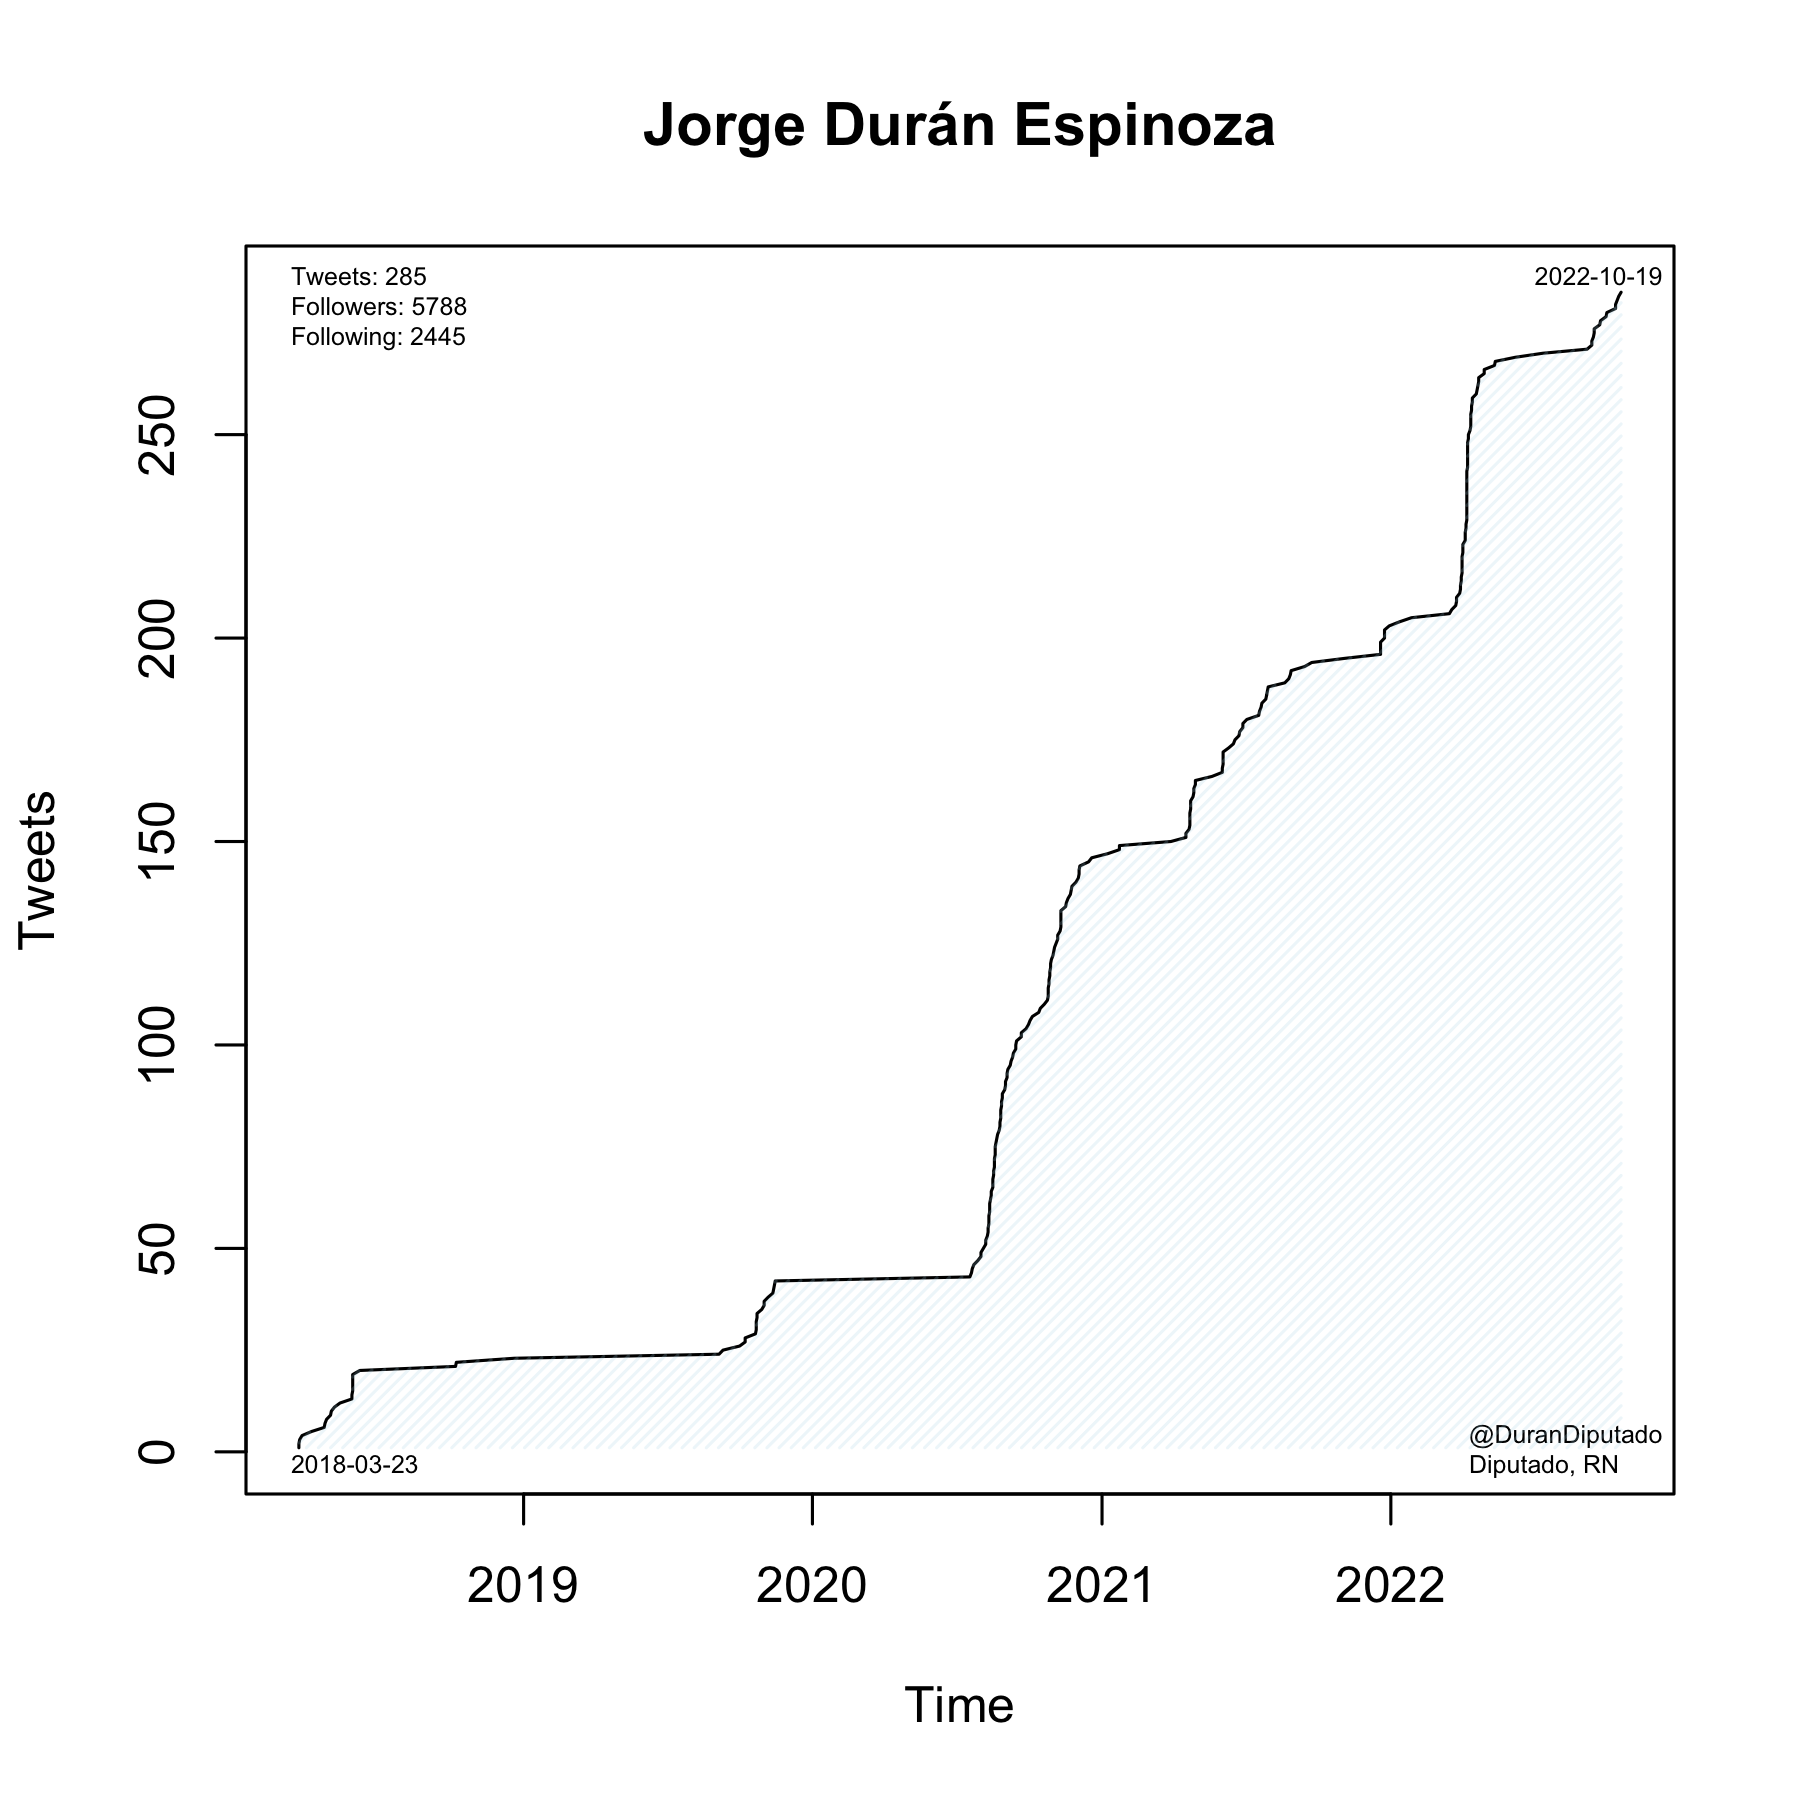 Jorge Durán Espinoza
Tweets: 285
Followers: 5788
Following: 2445
2022-10-19
Tweets
250
200
150
100
50
0
2018-03-23
@DuranDiputado
Diputado, RN
2019
2020
2021
2022
Time